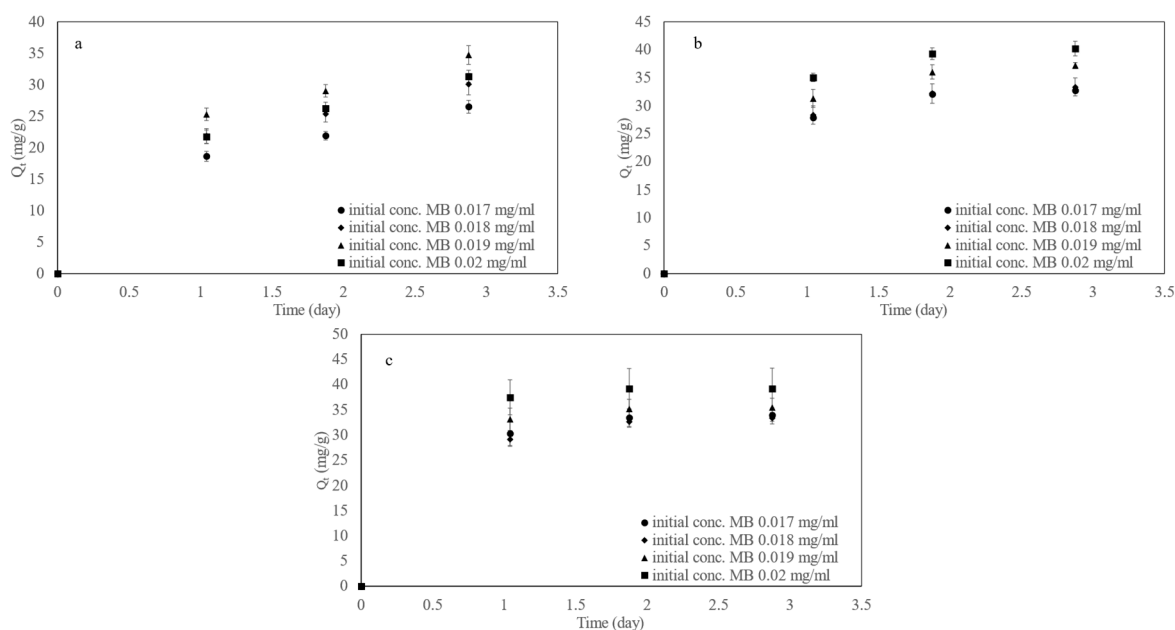 a
40
35
30
25
20
15
10
5
0
Qt (mg/g)
initial conc. MB 0.017 mg/ml
initial conc. MB 0.018 mg/ml
initial conc. MB 0.019 mg/ml
initial conc. MB 0.02 mg/ml
0 0.5 1 1.5 2 2.5 3 3.5
Time (day)
b
45
40
35
30
25
20
15
10
5
0
Qt (mg/g)
initial conc. MB 0.017 mg/ml
initial conc. MB 0.018 mg/ml
initial conc. MB 0.019 mg/ml
initial conc. MB 0.02 mg/ml
0 0.5 1 1.5 2 2.5 3 3.5
Time (day)
c
50
45
40
35
30
25
20
15
10
5
0
Qt (mg/g)
initial conc. MB 0.017 mg/ml
initial conc. MB 0.018 mg/ml
initial conc. MB 0.019 mg/ml
initial conc. MB 0.02 mg/ml
0 0.5 1 1.5 2 2.5 3 3.5
Time (day)